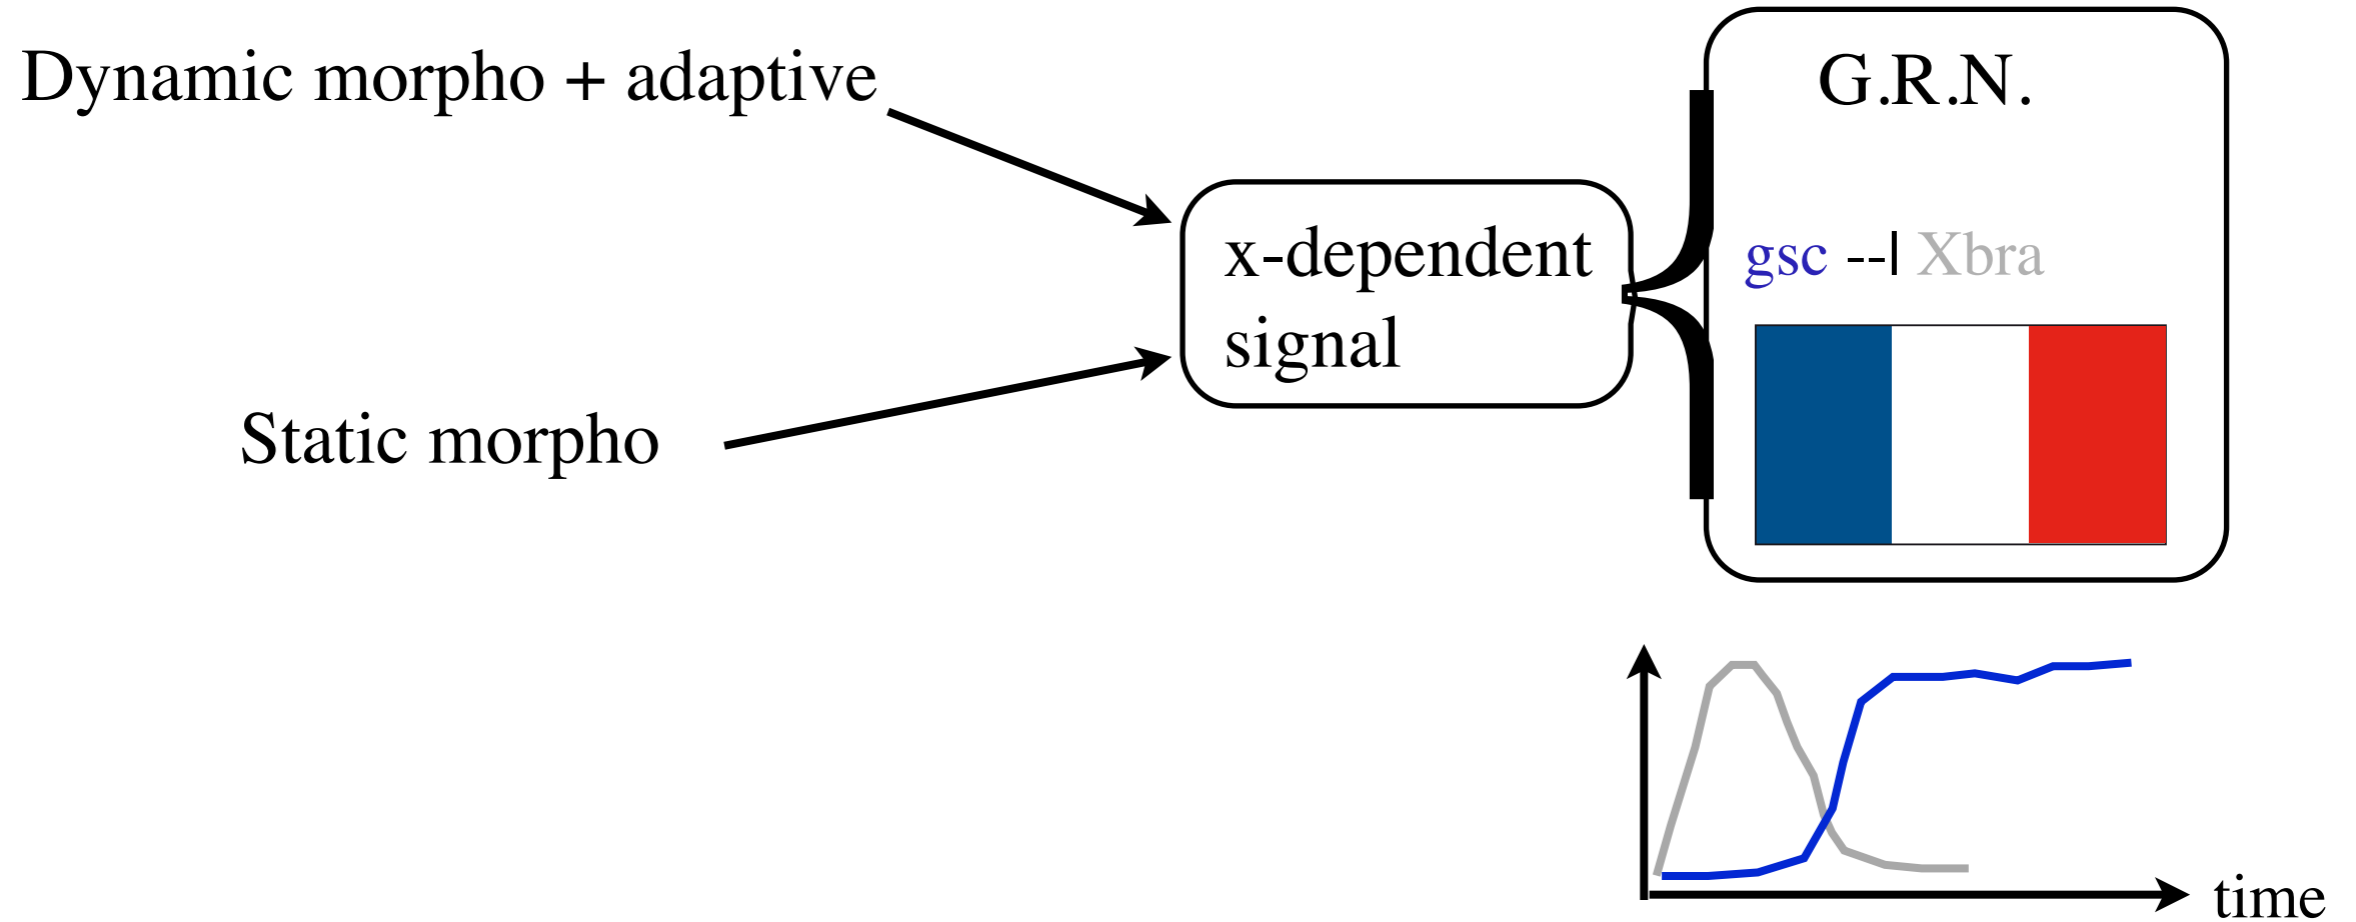 Dynamic morpho + adaptive
Static morpho
x-dependent
signal
G.R.N.
gsc --| Xbra
time